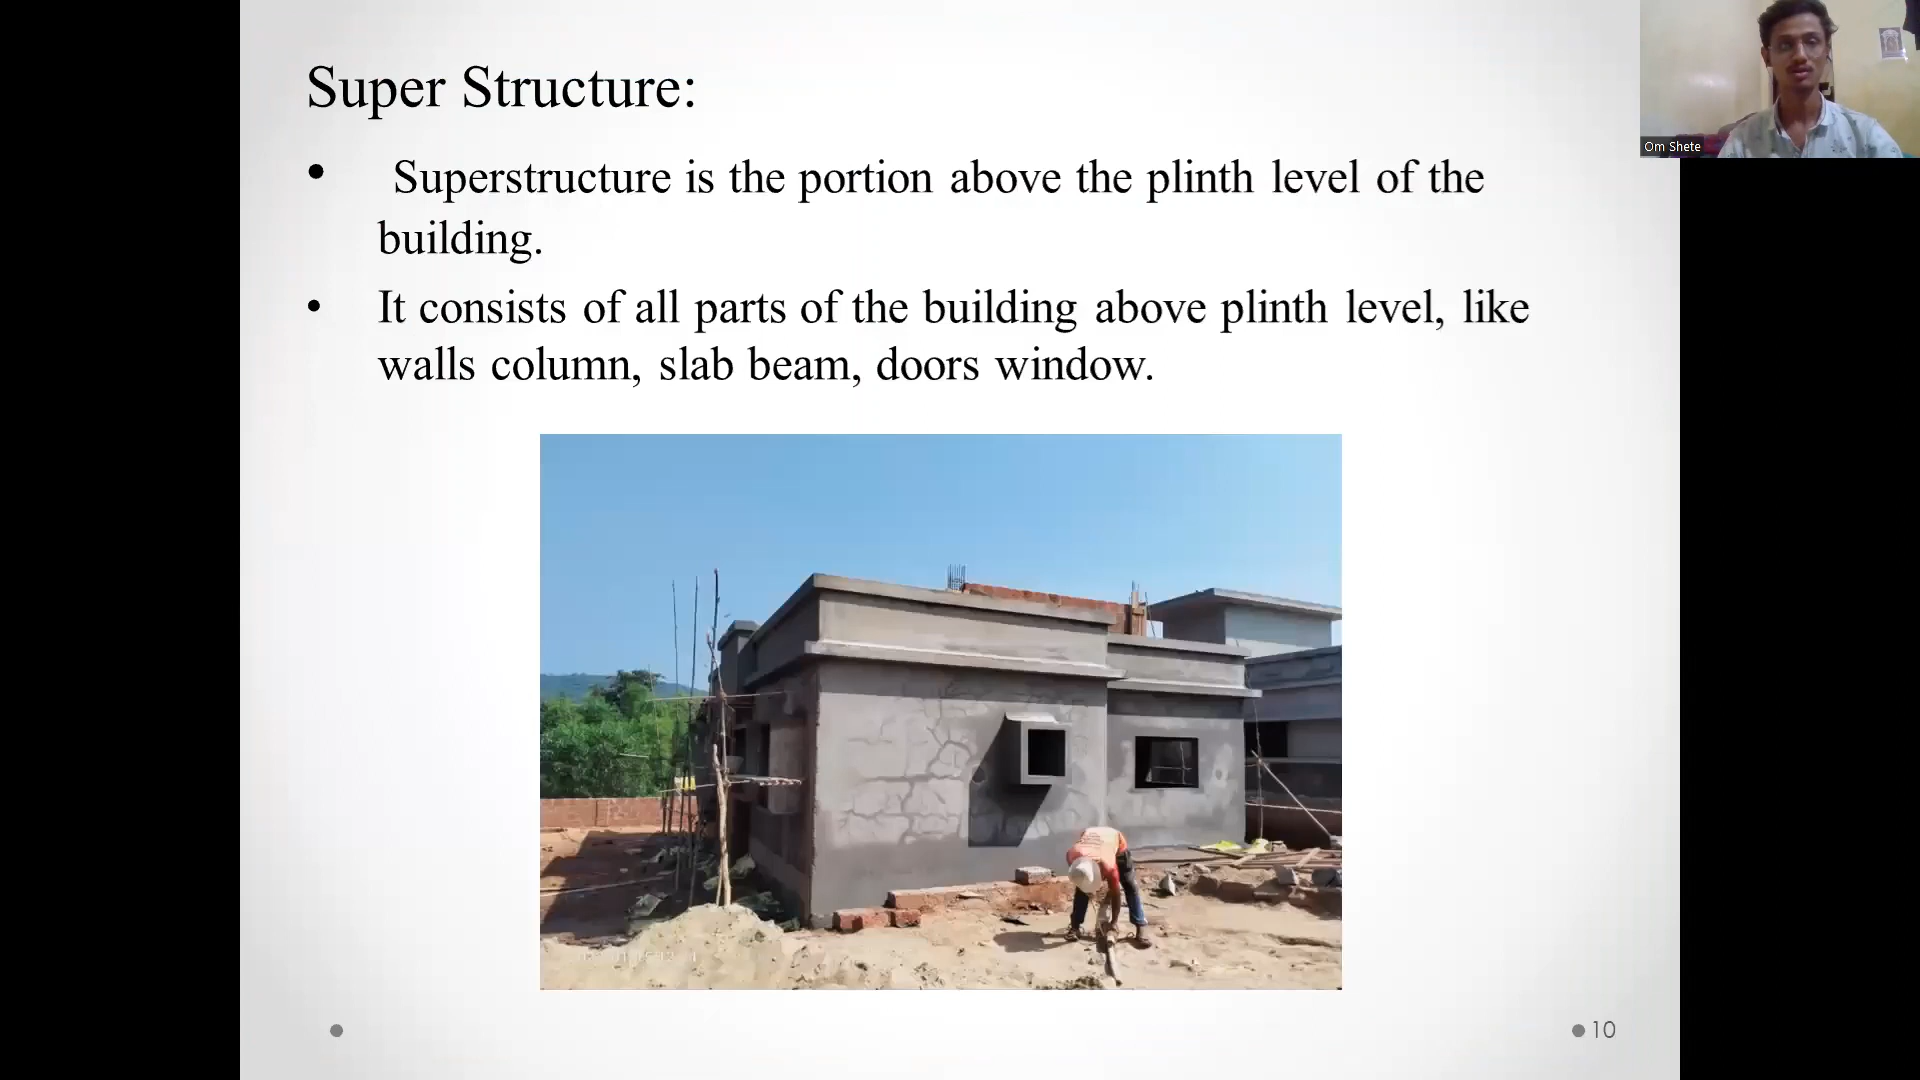 Super Structure:
• Superstructure is the portion above the plinth level of the
building.
• It consists of all parts of the building above plinth level, like
walls column, slab beam, doors window.
Om Shete
10